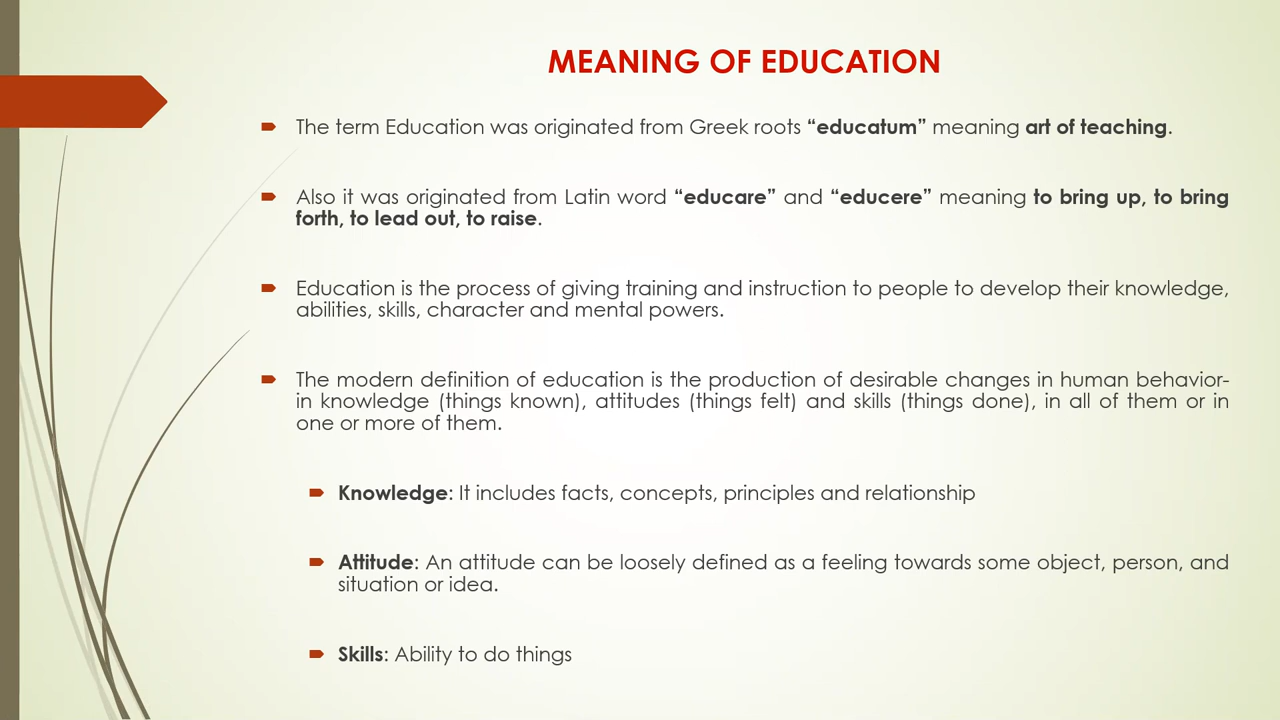 MEANING OF EDUCATION
The term Education was originated from Greek roots “educatum” meaning art of teaching.
Also it was originated from Latin word “educare” and “educere” meaning to bring up, to bring
forth, to lead out, to raise.
Education is the process of giving training and instruction to people to develop their knowledge,
abilities, skills, character and mental powers.
The modern definition of education is the production of desirable changes in human behavior-
in knowledge (things known), attitudes (things felt) and skills (things done), in all of them or in
one or more of them.
Knowledge: It includes facts, concepts, principles and relationship
Attitude: An attitude can be loosely defined as a feeling towards some object, person, and
situation or idea.
Skills: Ability to do things